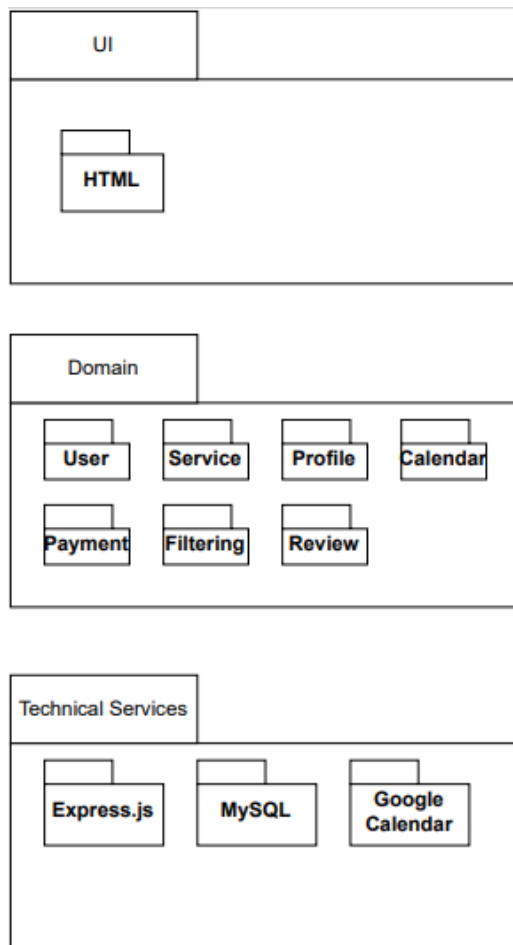 UI
HTML
Domain
User Service Profile Calendar
Payment Filtering Review
Technical Services
Express.js MySQL Google
Calendar